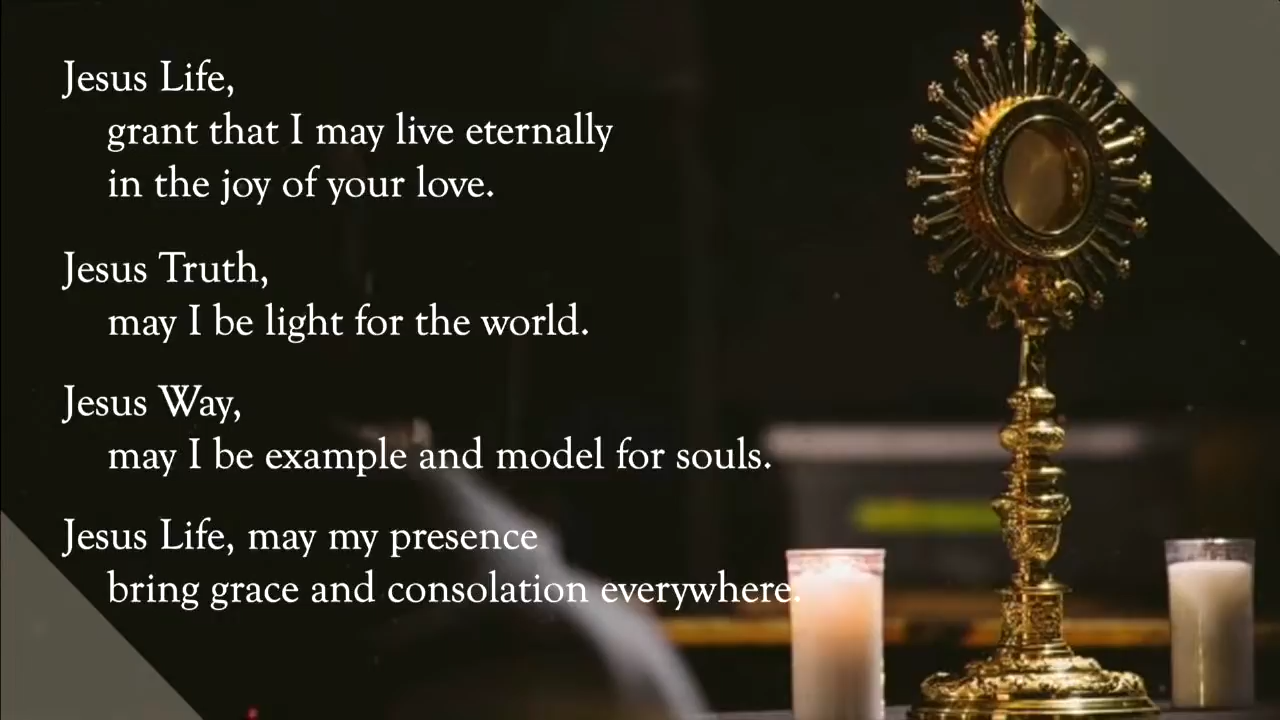 Jesus Life,
grant that I may live eternally
in the joy of your love.
Jesus Truth,
may I be light for the world.
Jesus Way,
may I be example and model for souls.
Jesus Life, may my presence
bring grace and consolation everywhere.